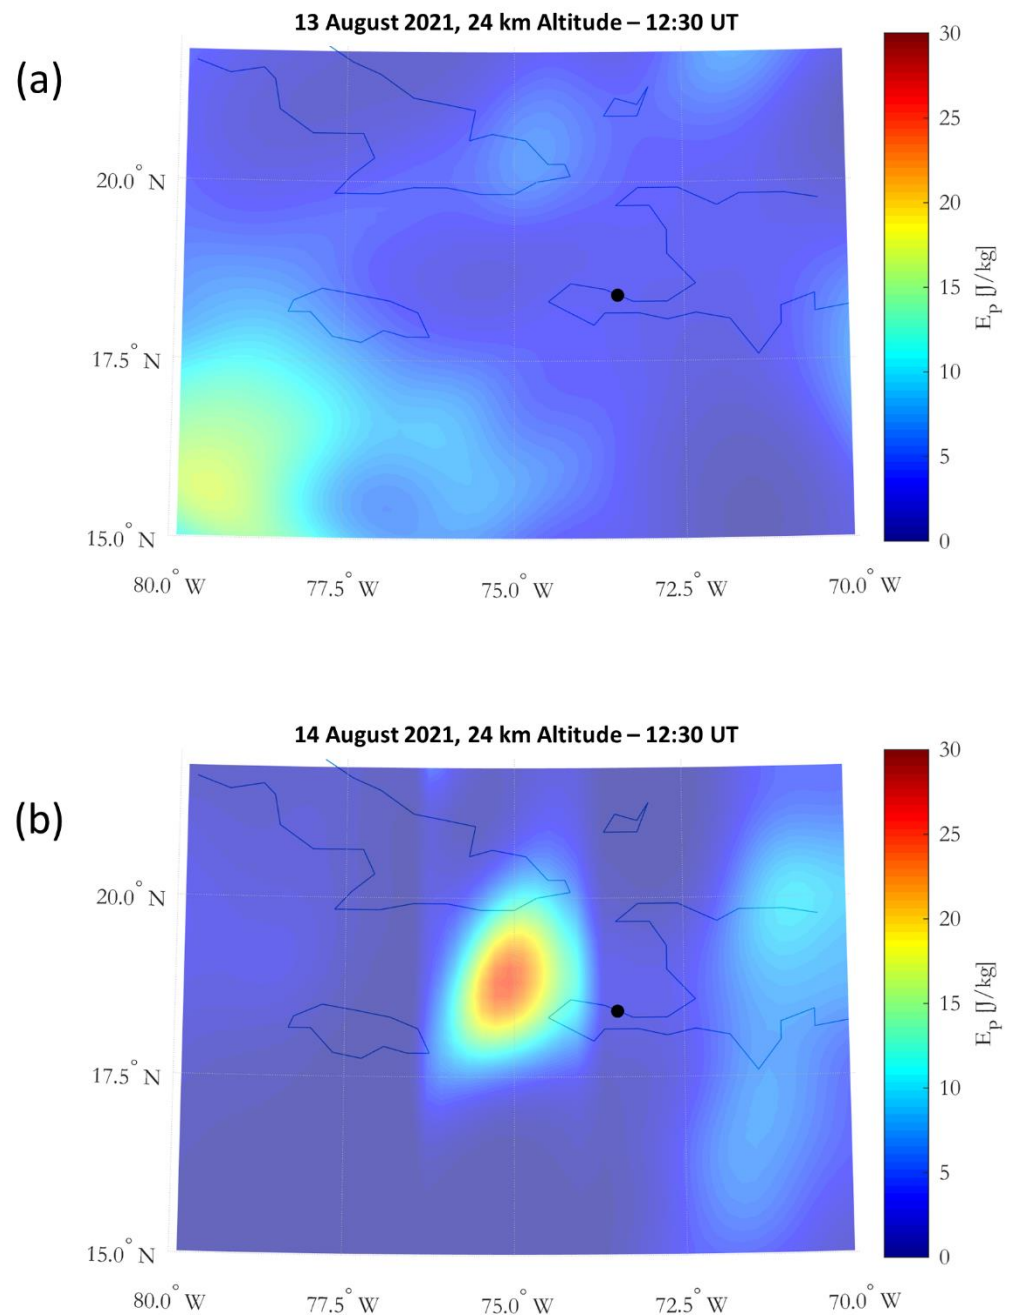 13 August 2021, 24 km Altitude – 12:30 UT
(a)
30
25
20
15
10
5
0
E_p [J/kg]
20.0° N
17.5° N
15.0° N
80.0° W 77.5° W 75.0° W 72.5° W 70.0° W
14 August 2021, 24 km Altitude – 12:30 UT
(b)
30
25
20
15
10
5
0
E_p [J/kg]
20.0° N
17.5° N
15.0° N
80.0° W 77.5° W 75.0° W 72.5° W 70.0° W